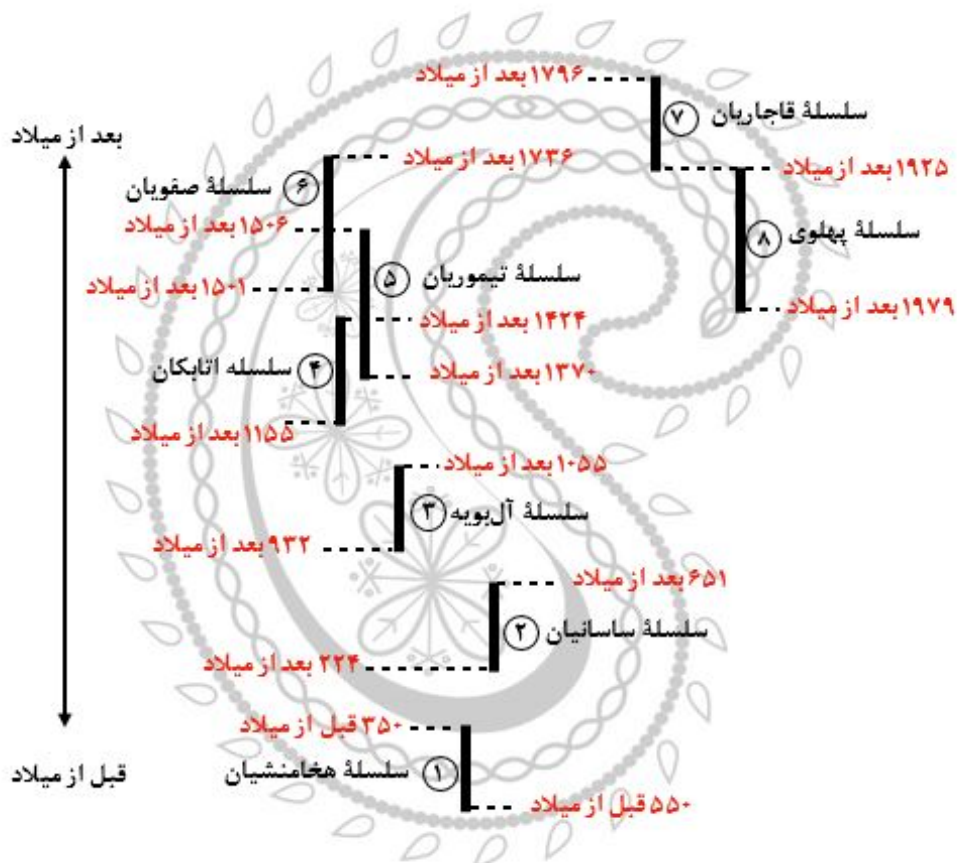 ۱۷۹۶ بعد از میلاد
سلسلهٔ قاجاریان ۷
بعد از میلاد
۱۷۳۶ بعد از میلاد
۱۹۲۵ بعد از میلاد
سلسلهٔ صفویان ۶
۱۵۰۶ بعد از میلاد
سلسلهٔ پهلوی ۸
سلسلهٔ تیموریان ۵
۱۵۰۱ بعد از میلاد
۱۹۷۹ بعد از میلاد
۱۴۲۴ بعد از میلاد
سلسله اتابکان ۴
۱۳۷۰ بعد از میلاد
۱۱۵۵ بعد از میلاد
۱۰۵۵ بعد از میلاد
سلسلهٔ آل‌بویه ۳
۹۳۲ بعد از میلاد
۶۵۱ بعد از میلاد
سلسلهٔ ساسانیان ۲
۲۲۴ بعد از میلاد
۳۵۰ قبل از میلاد
سلسلهٔ هخامنشیان ۱
قبل از میلاد
۵۵۰ قبل از میلاد